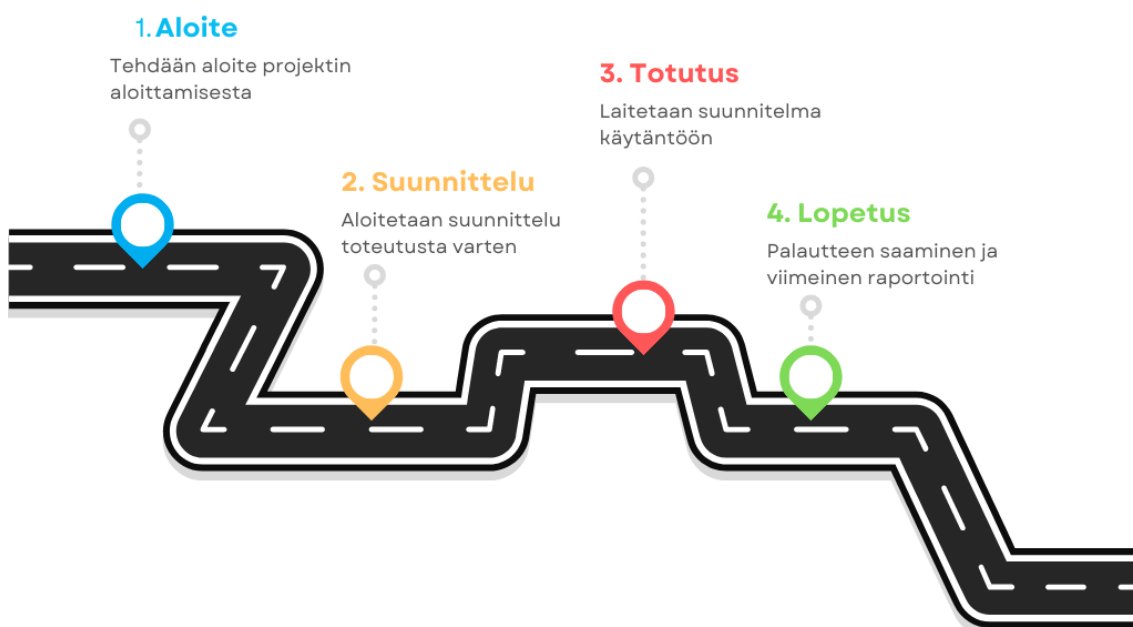 1. Aloite
Tehdään aloite projektin
aloittamisesta
2. Suunnittelu
Aloitetaan suunnittelu
toteutusta varten
3. Totutus
Laitetaan suunnitelma
käytäntöön
4. Lopetus
Palautteen saaminen ja
viimeinen raportointi